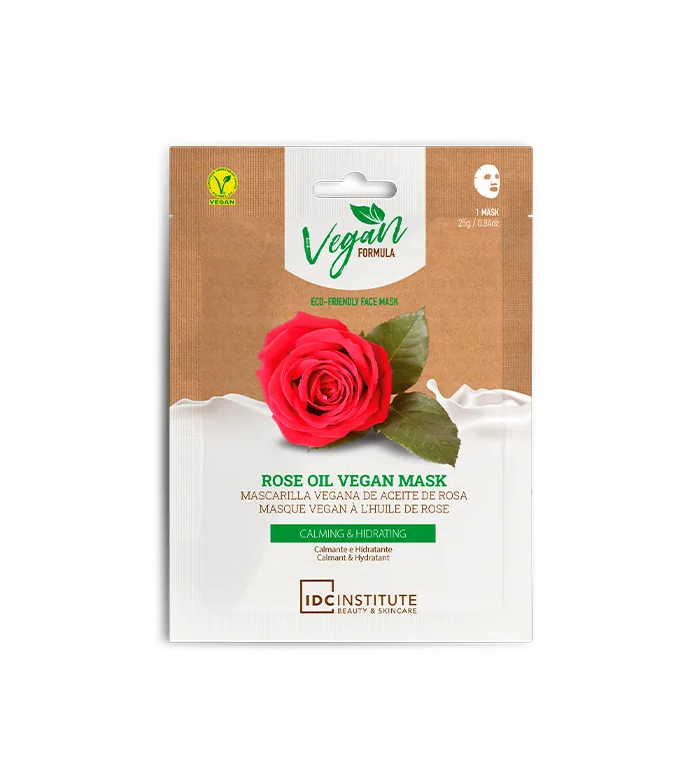 VEGAN
1 MASK
25g / 0.84oz
Vegan
FORMULA
ECO-FRIENDLY FACE MASK
ROSE OIL VEGAN MASK
MASCARILLA VEGANA DE ACEITE DE ROSA
MASQUE VEGAN À L'HUILE DE ROSE
CALMING & HIDRATING
Calmante e Hidratante
Calmant & Hydratant
IDC INSTITUTE
BEAUTY & SKINCARE